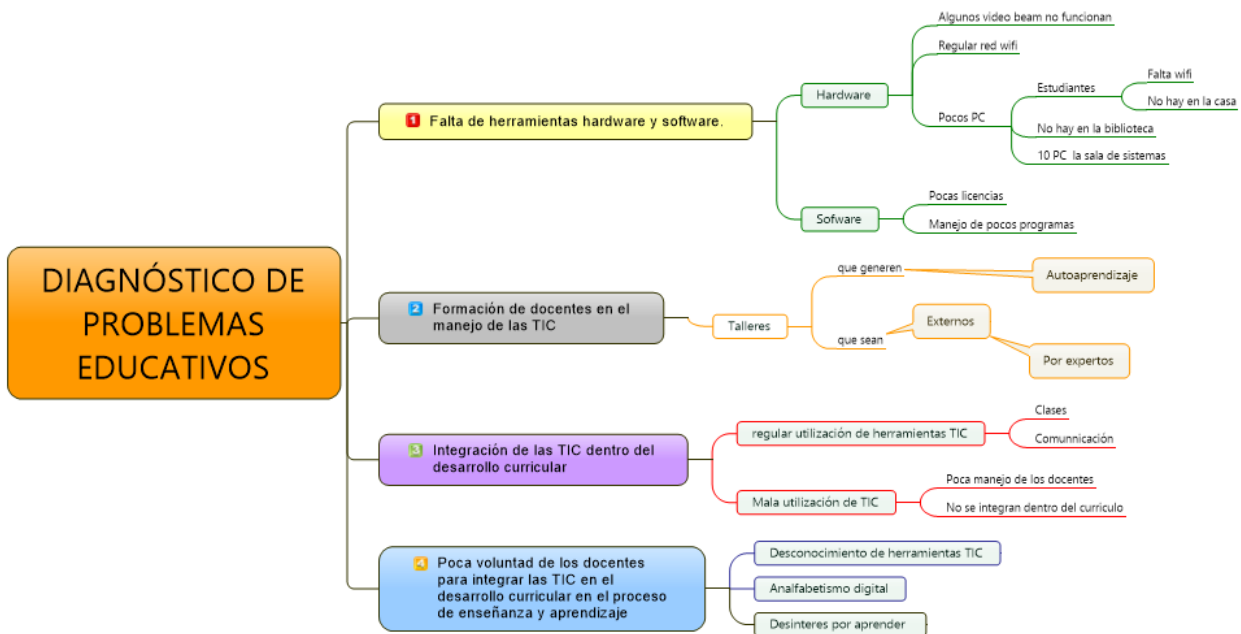 DIAGNÓSTICO DE
PROBLEMAS
EDUCATIVOS
1 Falta de herramientas hardware y software.
Hardware
Algunos video beam no funcionan
Regular red wifi
Pocos PC
Estudiantes
Falta wifi
No hay en la casa
No hay en la biblioteca
10 PC la sala de sistemas
Sofware
Pocas licencias
Manejo de pocos programas
2 Formación de docentes en el
manejo de las TIC
Talleres
que generen
Autoaprendizaje
que sean
Externos
Por expertos
3 Integración de las TIC dentro del
desarrollo curricular
regular utilización de herramientas TIC
Clases
Comunnicación
Mala utilización de TIC
Poca manejo de los docentes
No se integran dentro del curriculo
4 Poca voluntad de los docentes
para integrar las TIC en el
desarrollo curricular en el proceso
de enseñanza y aprendizaje
Desconocimiento de herramientas TIC
Analfabetismo digital
Desinteres por aprender